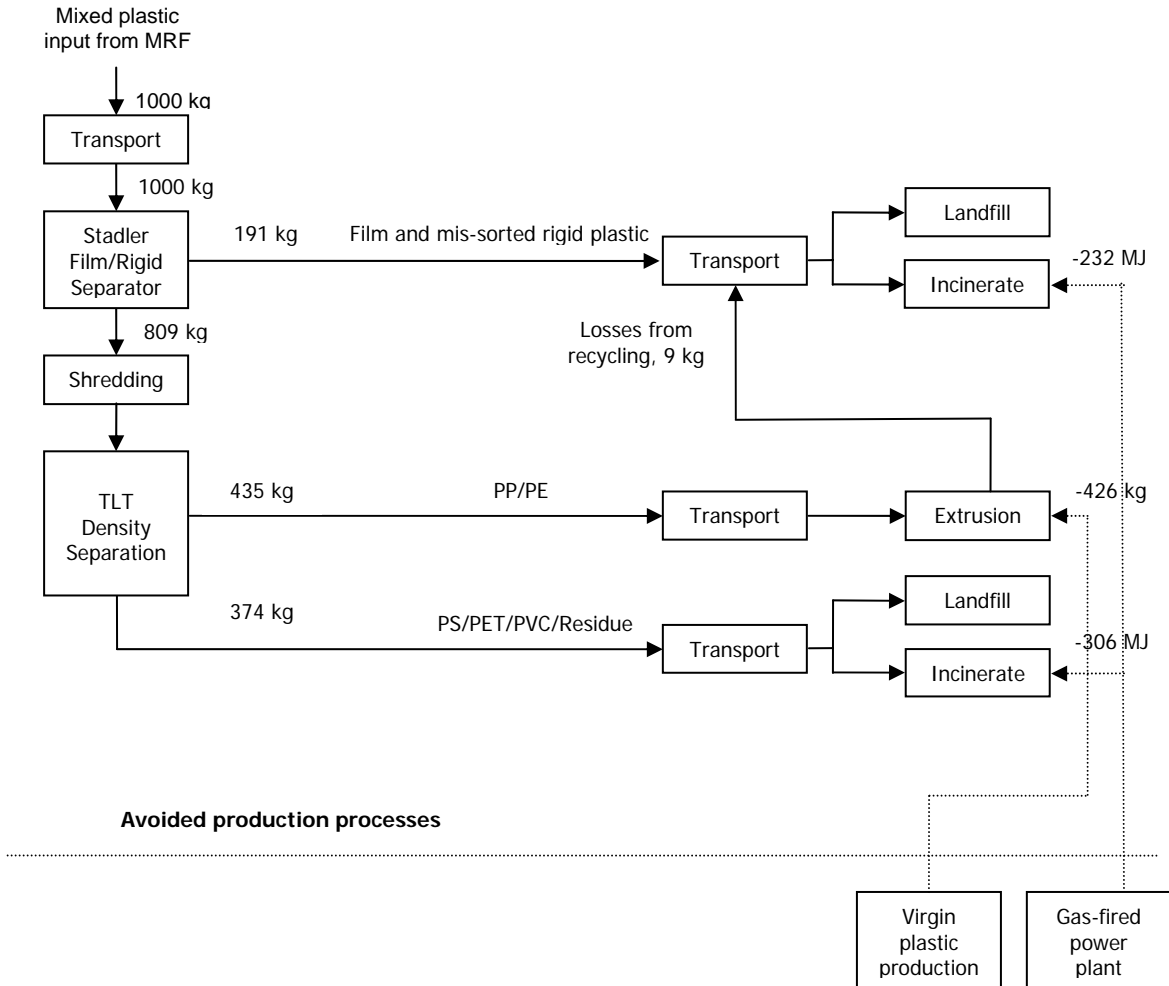 Mixed plastic
input from MRF
1000 kg
Transport
1000 kg
Stadler
Film/Rigid
Separator
191 kg
Film and mis-sorted rigid plastic
Transport
Landfill
Incinerate
-232 MJ
809 kg
Losses from
recycling, 9 kg
Shredding
TLT
Density
Separation
435 kg
PP/PE
Transport
Extrusion
-426 kg
374 kg
PS/PET/PVC/Residue
Transport
Landfill
Incinerate
-306 MJ
Avoided production processes
Virgin
plastic
production
Gas-fired
power
plant